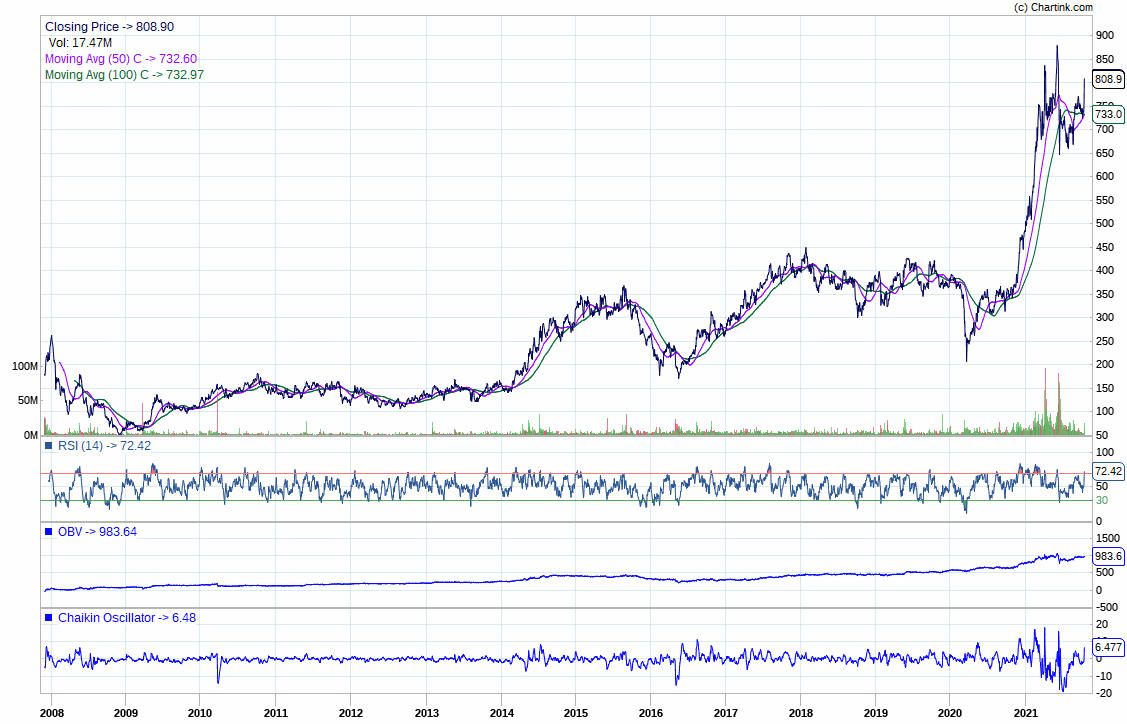 (c) Chartink.com
Closing Price -> 808.90
Vol: 17.47M
Moving Avg (50) C -> 732.60
Moving Avg (100) C -> 732.97
900
850
808.9
750
733.0
700
650
600
550
500
450
400
350
300
250
200
150
100
50
100M
50M
0M
RSI (14) -> 72.42
100
72.42
50
30
0
OBV -> 983.64
1500
983.6
500
0
-500
Chaikin Oscillator -> 6.48
20
6.477
0
-10
-20
2008 2009 2010 2011 2012 2013 2014 2015 2016 2017 2018 2019 2020 2021